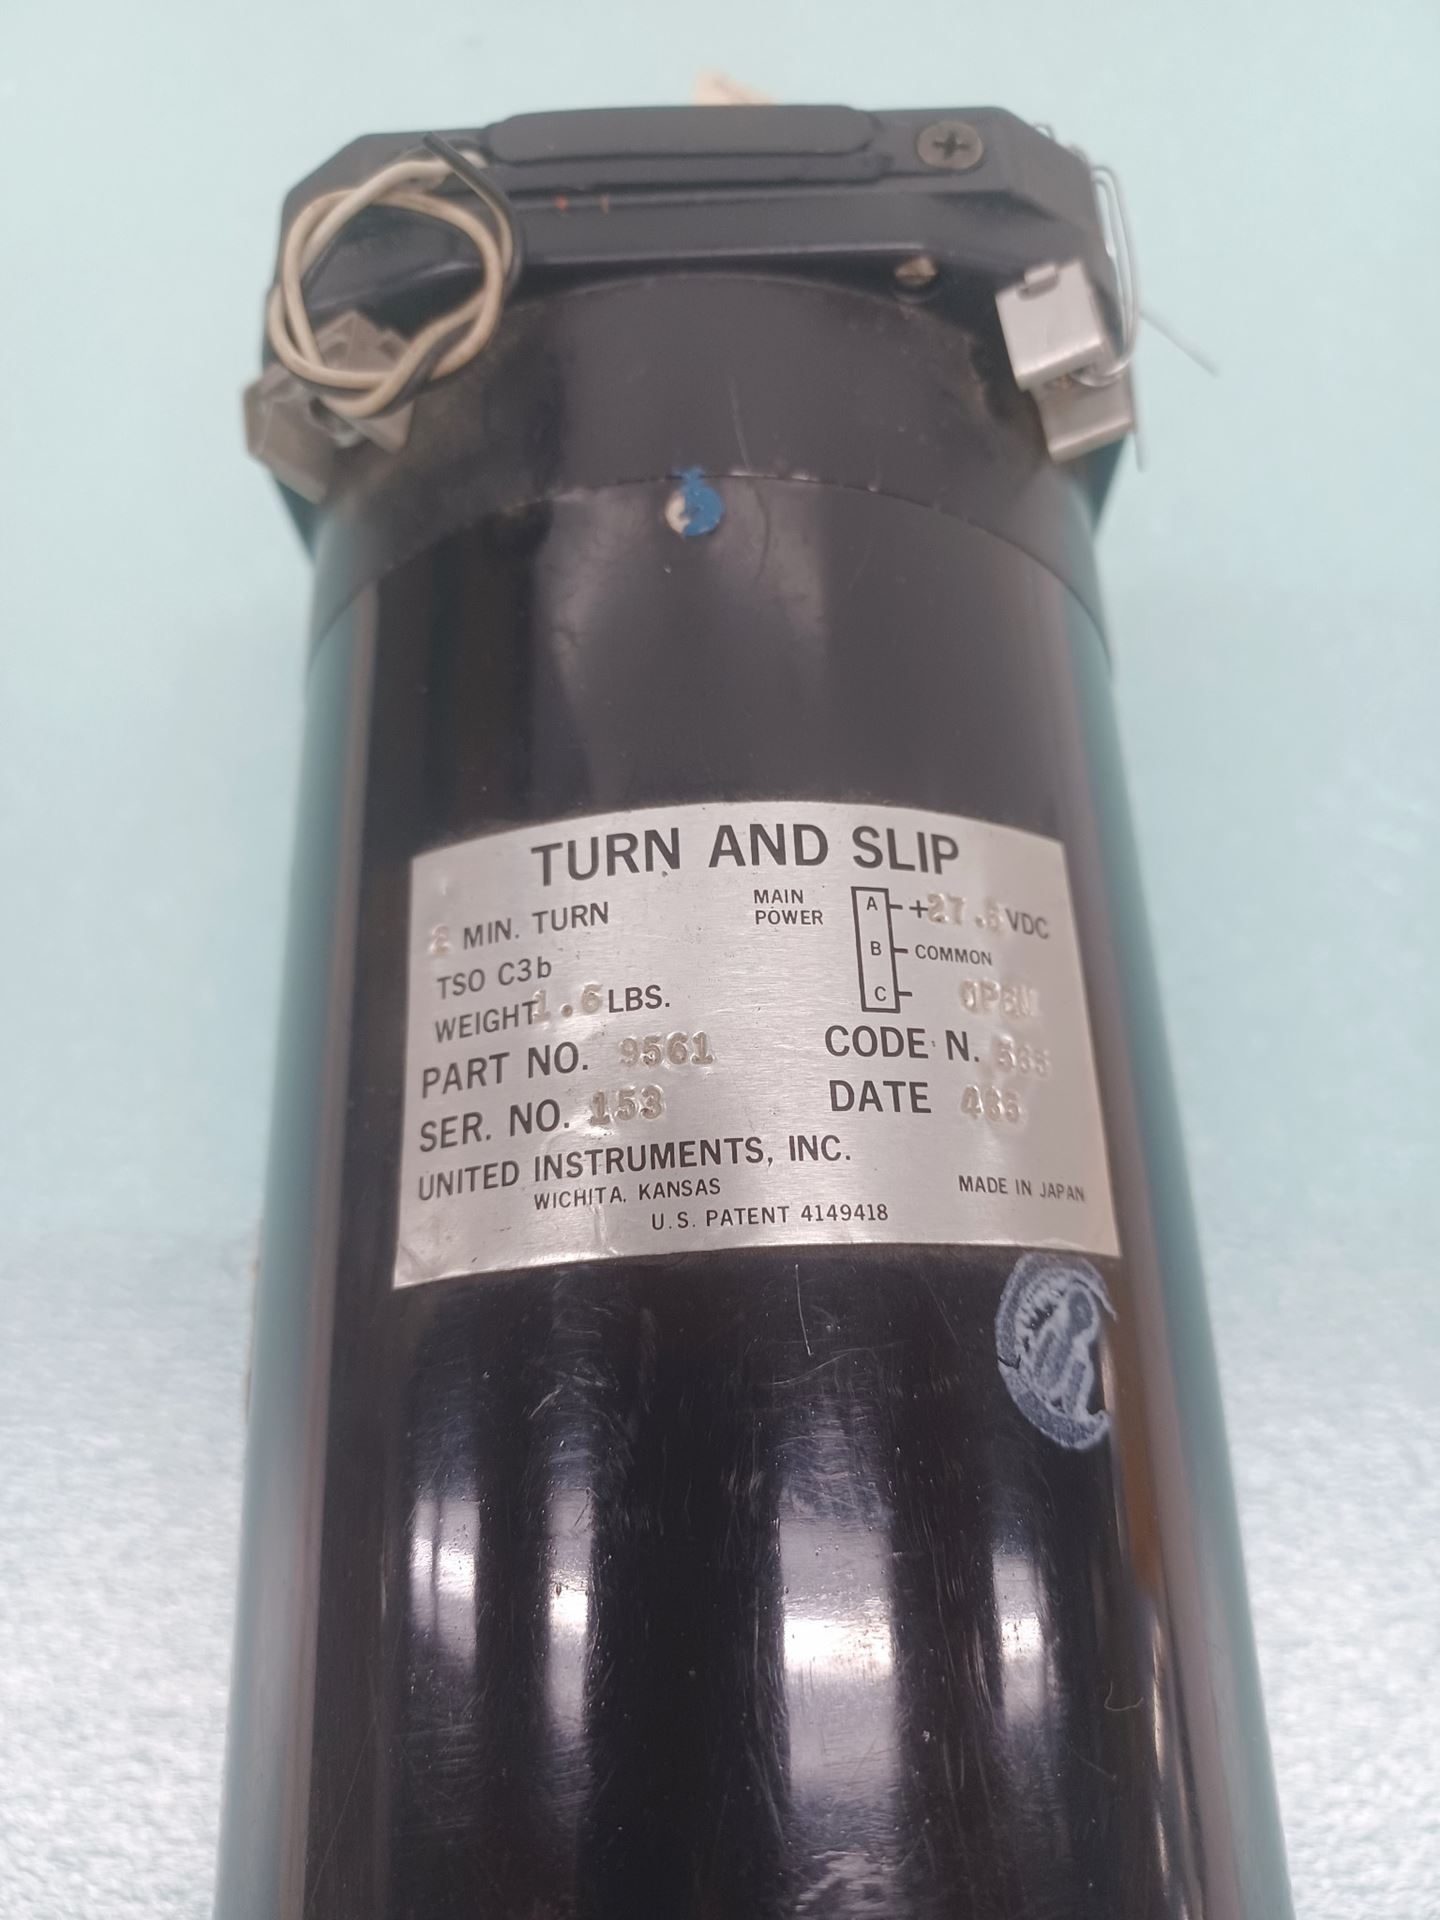 TURN AND SLIP
2 MIN. TURN
TSO C3b
WEIGHT 1.6 LBS.
PART NO. 9561
SER. NO. 153
MAIN
POWER
A +27.5 VDC
B COMMON
C OPEN
CODE N.
DATE 485
UNITED INSTRUMENTS, INC.
WICHITA, KANSAS
MADE IN JAPAN
U.S. PATENT 4149418